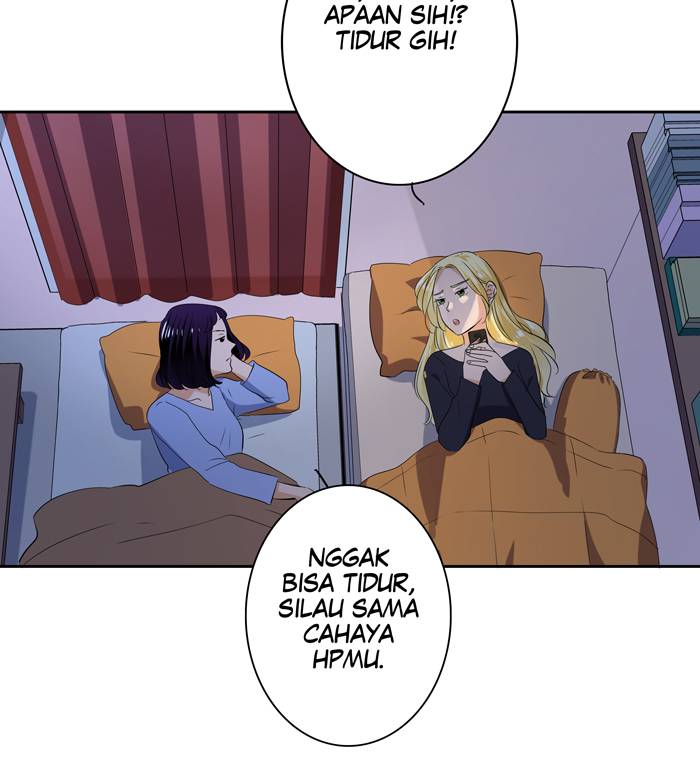 APAAN SIH!?
TIDUR GIH!
NGGAK
BISA TIDUR,
SILAU SAMA
CAHAYA
HPMU.